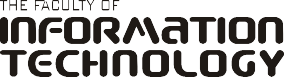 THE FACULTY OF
INFORMATION
TECHNOLOGY